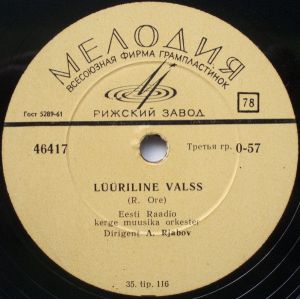 МЕЛОДИЯ
ВСЕСОЮЗНАЯ ФИРМА ГРАМПЛАСТИНОК
Гост 5289-61
РИЖСКИЙ ЗАВОД
78
46417
Третья гр. 0-57
LÜÜRILINE VALSS
(R. Ore)
Eesti Raadio
kerge muusika orkester
Dirigent A. Rjabov
35. tip. 116